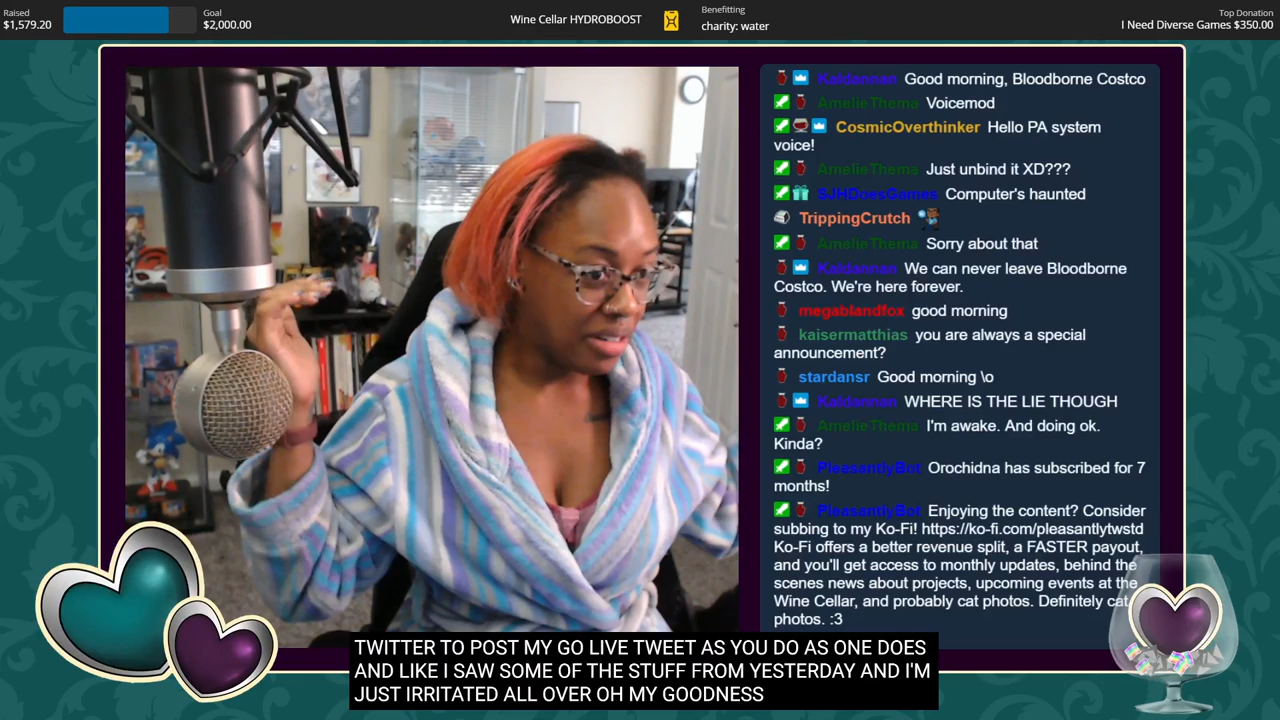 Raised
$1,579.20
Goal
$2,000.00
Wine Cellar HYDROBOOST
Benefitting
charity: water
Top Donation
I Need Diverse Games $350.00
Kaldannan Good morning, Bloodborne Costco
AmelieThema Voicemod
CosmicOverthinker Hello PA system
voice!
AmelieThema Just unbind it XD???
SJHDoesGames Computer's haunted
TrippingCrutch
AmelieThema Sorry about that
Kaldannan We can never leave Bloodborne
Costco. We're here forever.
megablandfox good morning
kaisermatthias you are always a special
announcement?
stardansr Good morning \o
Kaldannan WHERE IS THE LIE THOUGH
AmelieThema I'm awake. And doing ok.
Kinda?
PleasantlyBot Orochidna has subscribed for 7
months!
PleasantlyBot Enjoying the content? Consider
subbing to my Ko-Fi! https://ko-fi.com/pleasantlytwstd
Ko-Fi offers a better revenue split, a FASTER payout,
and you'll get access to monthly updates, behind the
scenes news about projects, upcoming events at the
Wine Cellar, and probably cat photos. Definitely cat
photos. :3
TWITTER TO POST MY GO LIVE TWEET AS YOU DO AS ONE DOES
AND LIKE I SAW SOME OF THE STUFF FROM YESTERDAY AND I'M
JUST IRRITATED ALL OVER OH MY GOODNESS